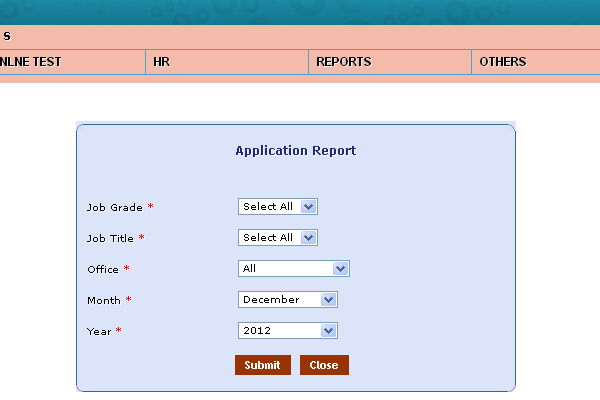 S
NLNE TEST HR REPORTS OTHERS
Application Report
Job Grade * Select All
Job Title * Select All
Office * All
Month * December
Year * 2012
Submit Close